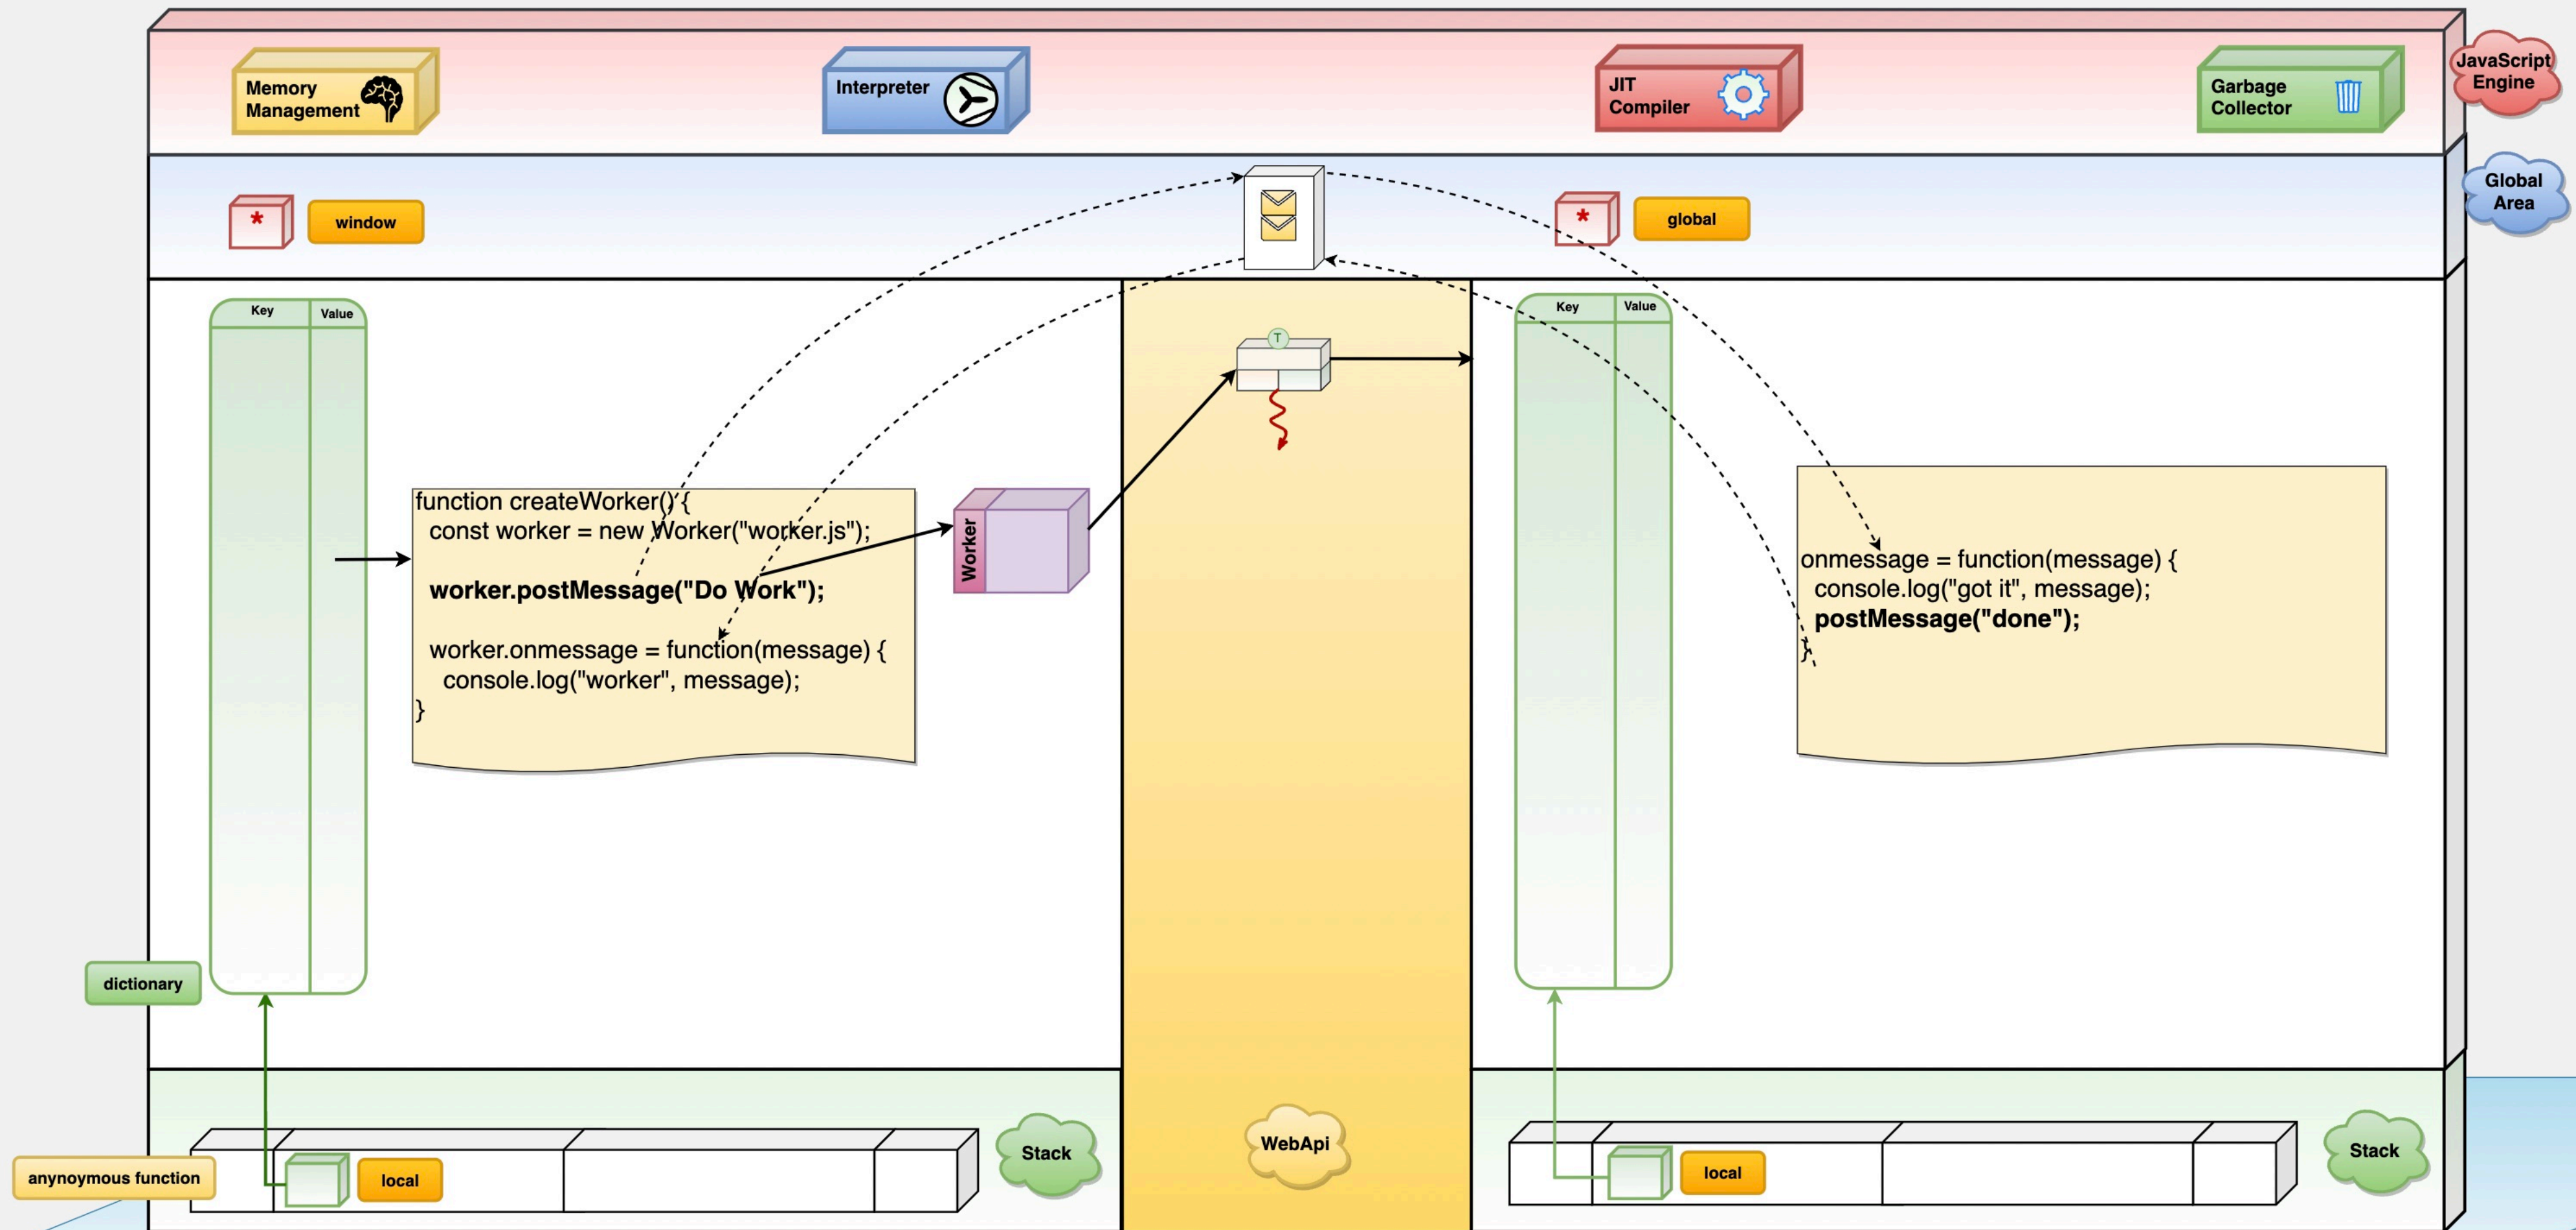 Memory
Management
Interpreter
JIT
Compiler
Garbage
Collector
JavaScript
Engine
*
window
*
global
Global
Area
Key
Value
T
Key
Value
function createWorker() {
const worker = new Worker("worker.js");
worker.postMessage("Do Work");
worker.onmessage = function(message) {
console.log("worker", message);
}
Worker
onmessage = function(message) {
console.log("got it", message);
postMessage("done");
}
dictionary
anynoymous function
local
Stack
WebApi
local
Stack